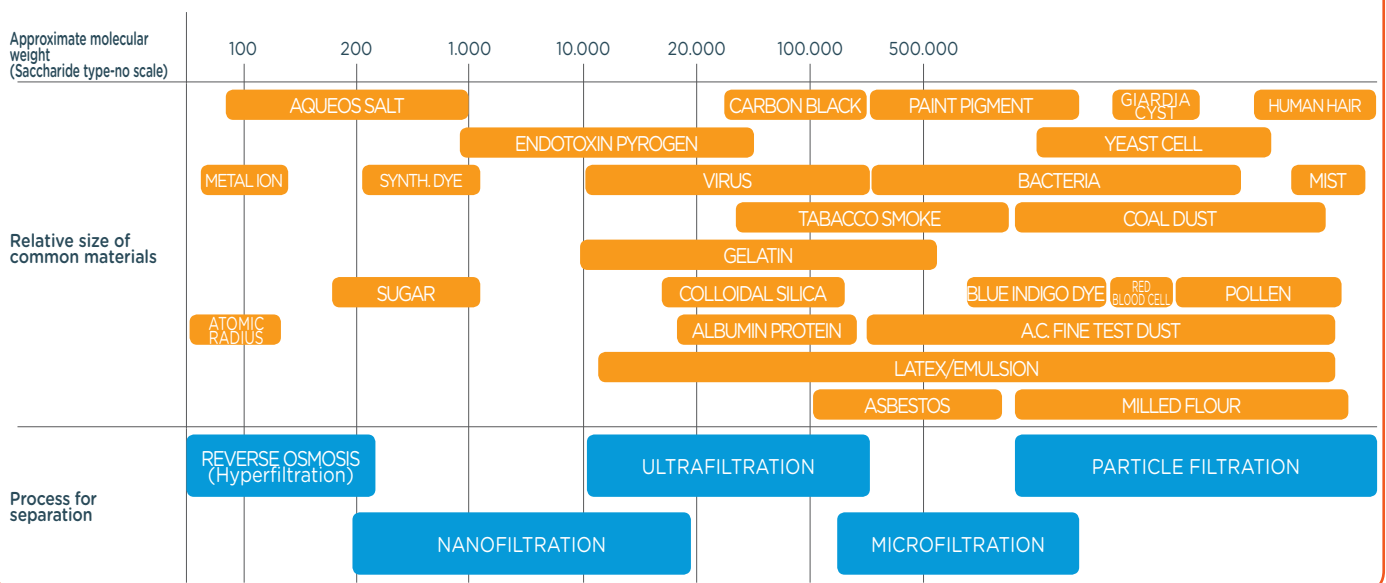 Approximate molecular
weight
(Saccharide type-no scale)
100 200 1.000 10.000 20.000 100.000 500.000
AQUEOS SALT CARBON BLACK PAINT PIGMENT GIARDIA
CYST HUMAN HAIR
ENDOTOXIN PYROGEN YEAST CELL
METAL ION SYNTH. DYE VIRUS BACTERIA MIST
TABACCO SMOKE COAL DUST
Relative size of
common materials
GELATIN
SUGAR COLLOIDAL SILICA BLUE INDIGO DYE RED
BLOOD CELL POLLEN
ATOMIC
RADIUS ALBUMIN PROTEIN A.C. FINE TEST DUST
LATEX/EMULSION
ASBESTOS MILLED FLOUR
Process for
separation
REVERSE OSMOSIS
(Hyperfiltration) ULTRAFILTRATION PARTICLE FILTRATION
NANOFILTRATION MICROFILTRATION